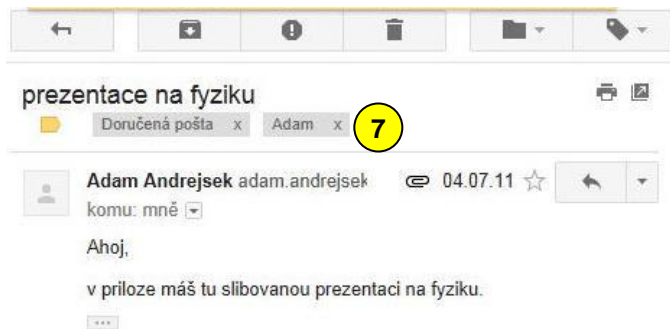 prezentace na fyziku
Doručená pošta x Adam x 7
Adam Andrejsek adam.andrejsek 04.07.11
komu: mně
Ahoj,
v priloze máš tu slibovanou prezentaci na fyziku.